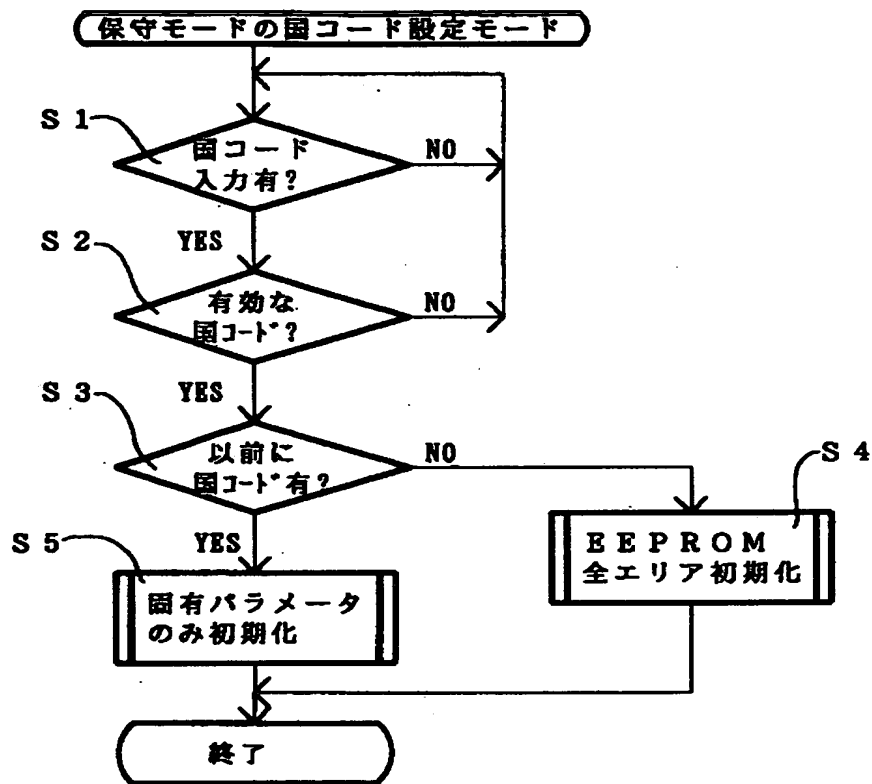 保守モードの国コード設定モード
S 1
国コード
入力有?
NO
YES
S 2
有効な
国コード?
NO
YES
S 3
以前に
国コード有?
NO
S 4
EEPROM
全エリア初期化
YES
S 5
固有パラメータ
のみ初期化
終了